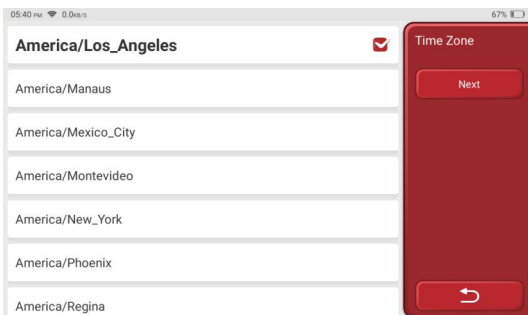 05:40 PM 0.0KB/S 67%
America/Los_Angeles
America/Manaus
America/Mexico_City
America/Montevideo
America/New_York
America/Phoenix
America/Regina
Time Zone
Next